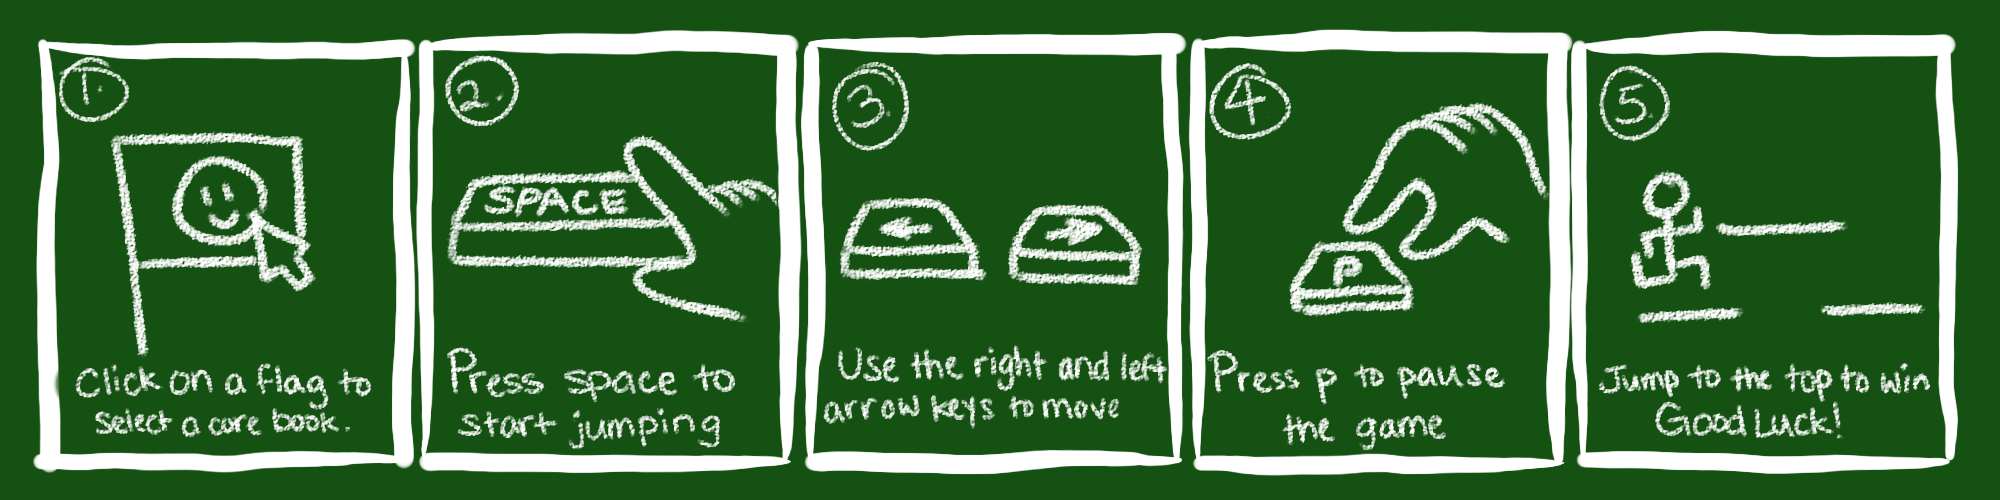 1.
Click on a flag to
select a core book.
2.
SPACE
Press space to
start jumping
3.
Use the right and left
arrow keys to move
4
P
Press p to pause
the game
5.
Jump to the top to win
Good Luck!